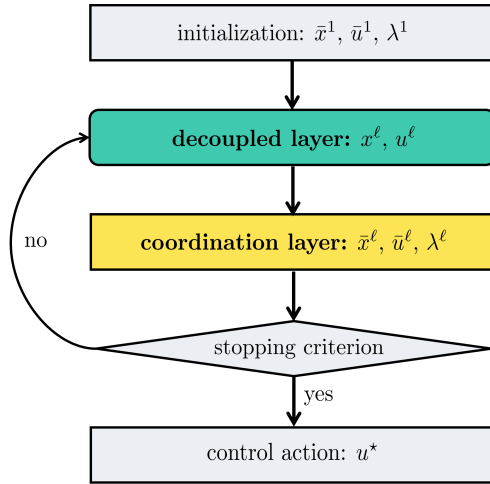 initialization: x̄¹, ū¹, λ¹
decoupled layer: xˡ, uˡ
coordination layer: x̄ˡ, ūˡ, λˡ
no
stopping criterion
yes
control action: u⋆